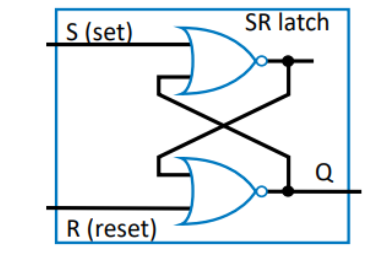 SR latch
S (set)
Q
R (reset)